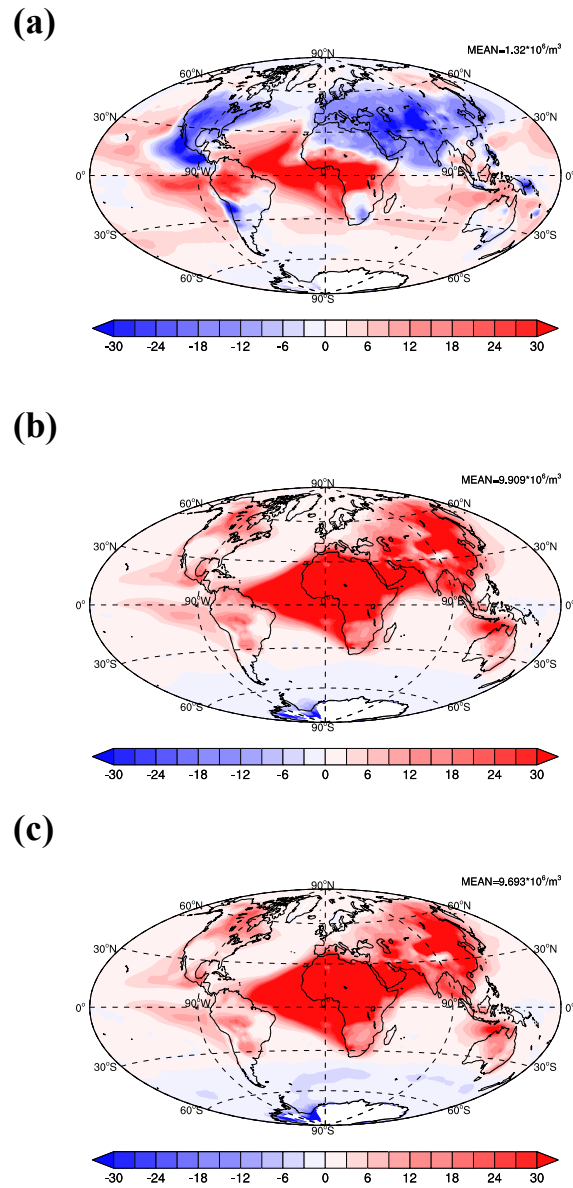 (a)
MEAN=1.32*10⁶/m³
90°N
60°N 60°N
30°N 30°N
0° 90°W 90°E 0°
30°S 30°S
60°S 60°S
90°S
-30 -24 -18 -12 -6 0 6 12 18 24 30
(b)
MEAN=9.909*10⁶/m³
90°N
60°N 60°N
30°N 30°N
0° 90°W 90°E 0°
30°S 30°S
60°S 60°S
90°S
-30 -24 -18 -12 -6 0 6 12 18 24 30
(c)
MEAN=9.693*10⁶/m³
90°N
60°N 60°N
30°N 30°N
0° 90°W 90°E 0°
30°S 30°S
60°S 60°S
90°S
-30 -24 -18 -12 -6 0 6 12 18 24 30